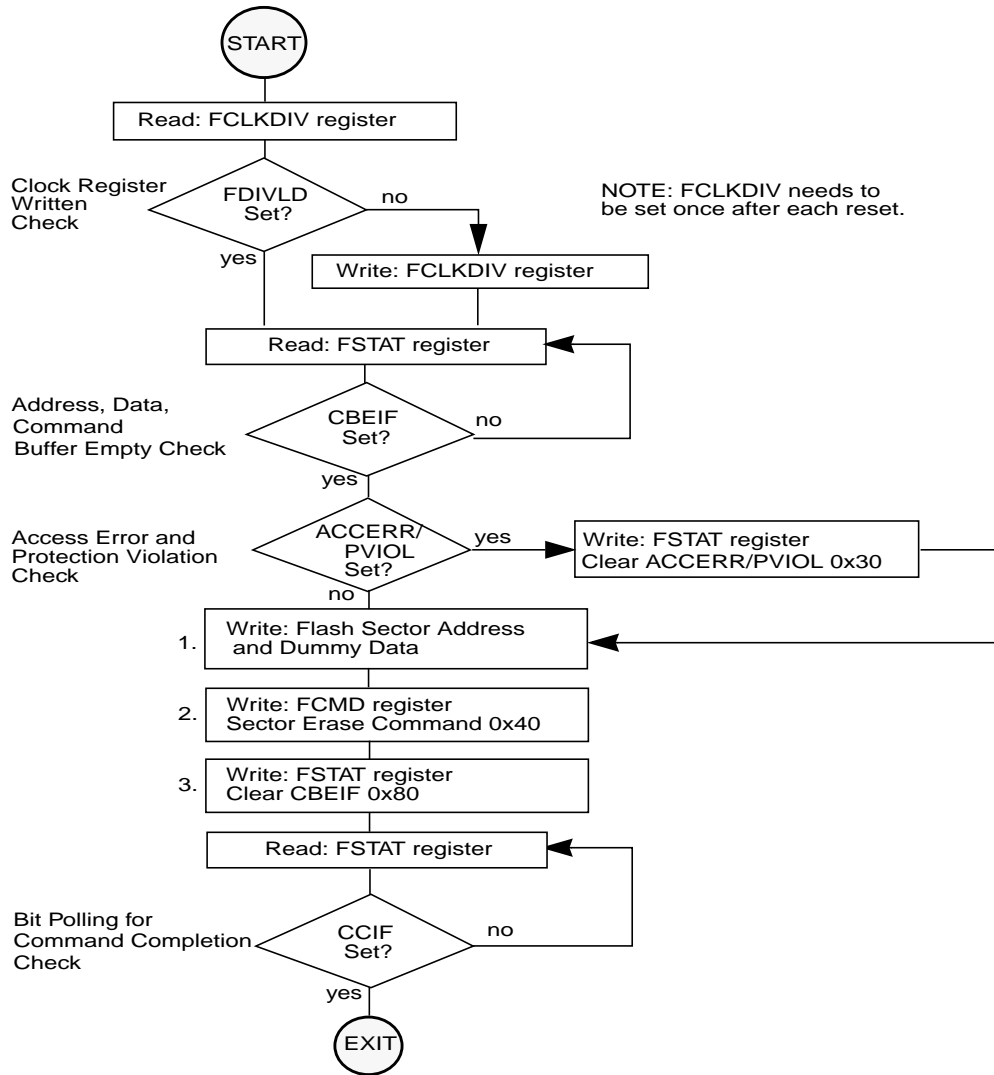 START
Read: FCLKDIV register
Clock Register
Written
Check
FDIVLD
Set?
no
yes
NOTE: FCLKDIV needs to
be set once after each reset.
Write: FCLKDIV register
Read: FSTAT register
Address, Data,
Command
Buffer Empty Check
CBEIF
Set?
no
yes
Access Error and
Protection Violation
Check
ACCERR/
PVIOL
Set?
yes
no
Write: FSTAT register
Clear ACCERR/PVIOL 0x30
1.
Write: Flash Sector Address
and Dummy Data
2.
Write: FCMD register
Sector Erase Command 0x40
3.
Write: FSTAT register
Clear CBEIF 0x80
Read: FSTAT register
Bit Polling for
Command Completion
Check
CCIF
Set?
no
yes
EXIT